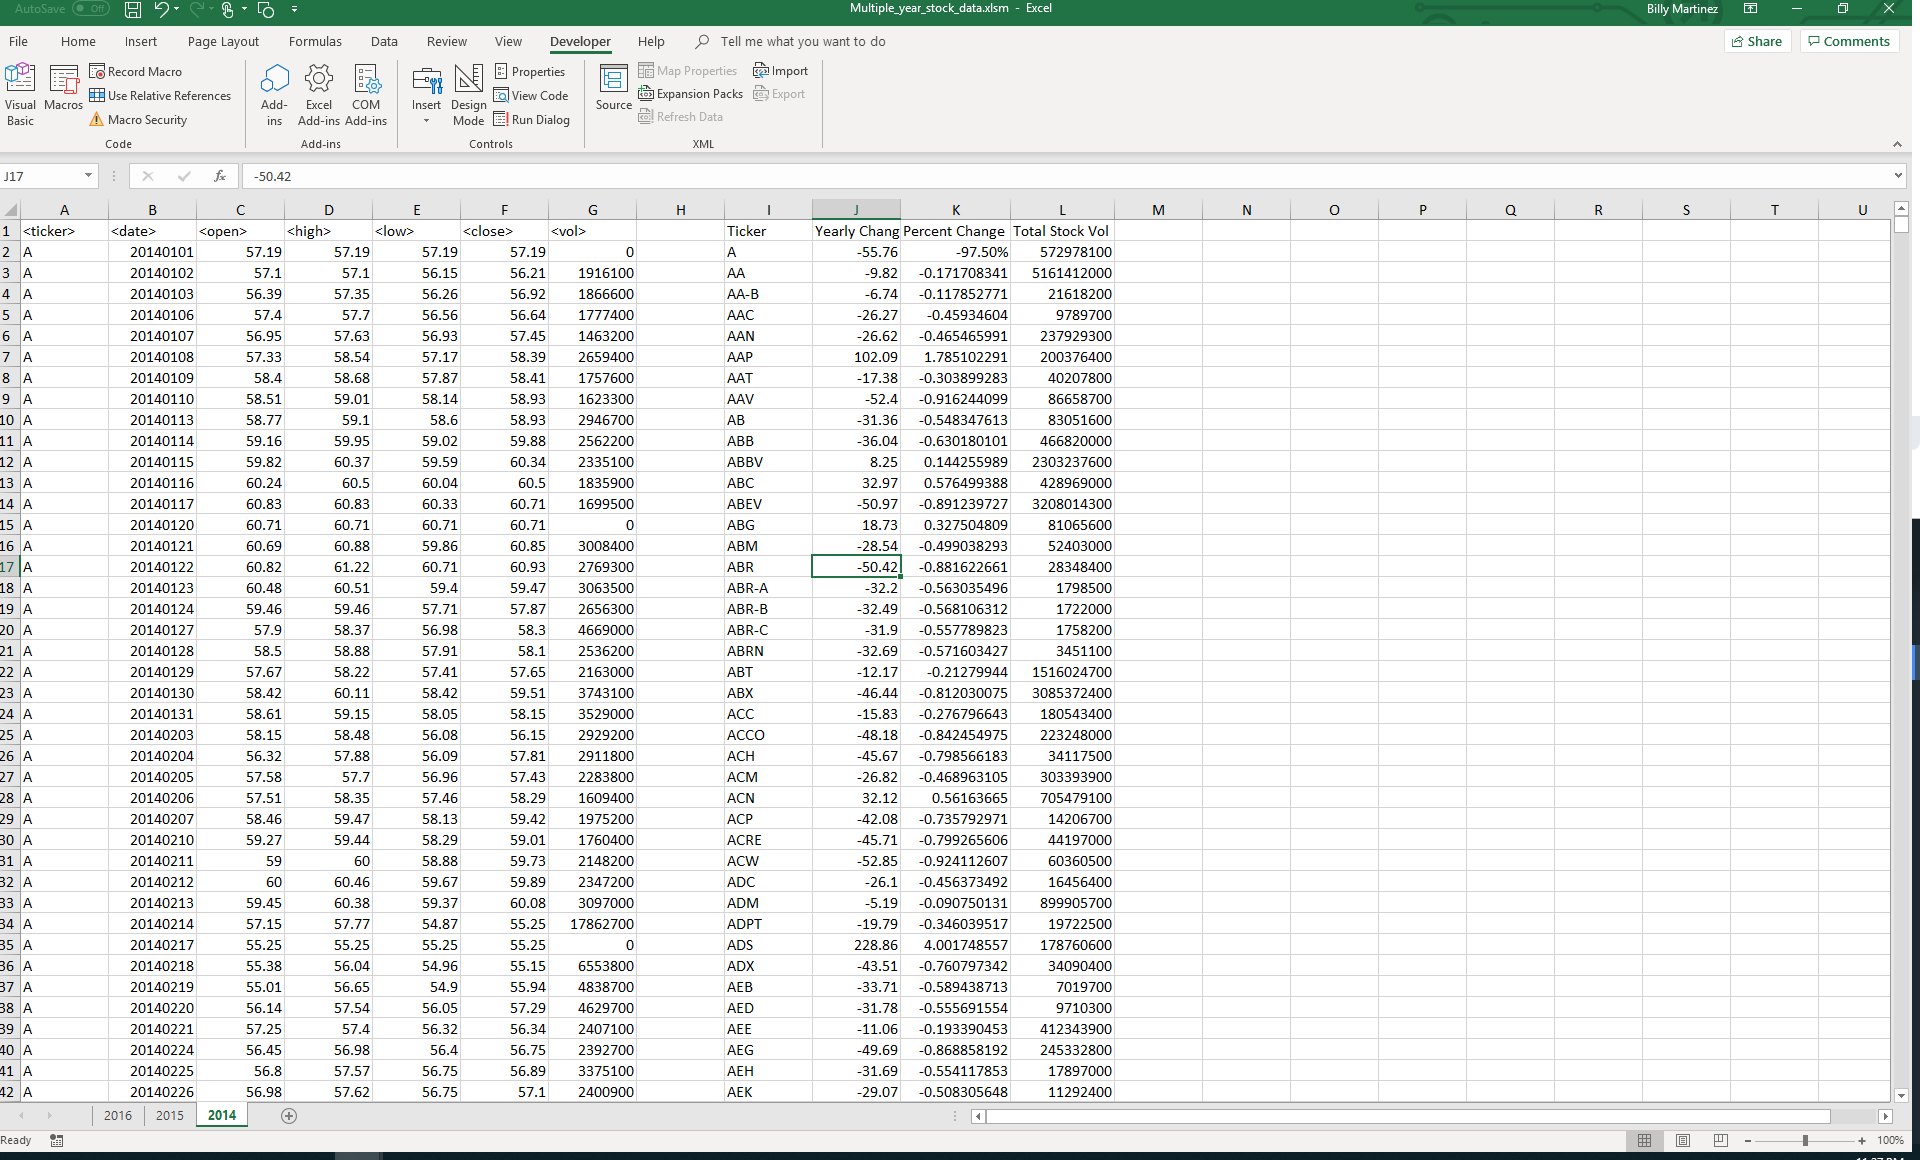 AutoSave Off Multiple_year_stock_data.xlsm - Excel Billy Martinez
File Home Insert Page Layout Formulas Data Review View Developer Help Tell me what you want to do Share Comments
Record Macro Properties Map Properties Import
Use Relative References View Code Expansion Packs Export
Visual Basic Macros Macro Security Add-ins Excel Add-ins COM Add-ins Insert Design Mode Run Dialog Source Refresh Data
Code Add-ins Controls XML
J17 fx -50.42
A B C D E F G H I J K L M N O P Q R S T U
1 <ticker> <date> <open> <high> <low> <close> <vol> Ticker Yearly Chang Percent Change Total Stock Vol
2 A 20140101 57.19 57.19 57.19 57.19 0 A -55.76 -97.50% 572978100
3 A 20140102 57.1 57.1 56.15 56.21 1916100 AA -9.82 -0.171708341 5161412000
4 A 20140103 56.39 57.35 56.26 56.92 1866600 AA-B -6.74 -0.117852771 21618200
5 A 20140106 57.4 57.7 56.56 56.64 1777400 AAC -26.27 -0.45934604 9789700
6 A 20140107 56.95 57.63 56.93 57.45 1463200 AAN -26.62 -0.465465991 237929300
7 A 20140108 57.33 58.54 57.17 58.39 2659400 AAP 102.09 1.785102291 200376400
8 A 20140109 58.4 58.68 57.87 58.41 1757600 AAT -17.38 -0.303899283 40207800
9 A 20140110 58.51 59.01 58.14 58.93 1623300 AAV -52.4 -0.916244099 86658700
10 A 20140113 58.77 59.1 58.6 58.93 2946700 AB -31.36 -0.548347613 83051600
11 A 20140114 59.16 59.95 59.02 59.88 2562200 ABB -36.04 -0.630180101 466820000
12 A 20140115 59.82 60.37 59.59 60.34 2335100 ABBV 8.25 0.144255989 2303237600
13 A 20140116 60.24 60.5 60.04 60.5 1835900 ABC 32.97 0.576499388 428969000
14 A 20140117 60.83 60.83 60.33 60.71 1699500 ABEV -50.97 -0.891239727 3208014300
15 A 20140120 60.71 60.71 60.71 60.71 0 ABG 18.73 0.327504809 81065600
16 A 20140121 60.69 60.88 59.86 60.85 3008400 ABM -28.54 -0.499038293 52403000
17 A 20140122 60.82 61.22 60.71 60.93 2769300 ABR -50.42 -0.881622661 28348400
18 A 20140123 60.48 60.51 59.4 59.47 3063500 ABR-A -32.2 -0.563035496 1798500
19 A 20140124 59.46 59.46 57.71 57.87 2656300 ABR-B -32.49 -0.568106312 1722000
20 A 20140127 57.9 58.37 56.98 58.3 4669000 ABR-C -31.9 -0.557789823 1758200
21 A 20140128 58.5 58.88 57.91 58.1 2536200 ABRN -32.69 -0.571603427 3451100
22 A 20140129 57.67 58.22 57.41 57.65 2163000 ABT -12.17 -0.21279944 1516024700
23 A 20140130 58.42 60.11 58.42 59.51 3743100 ABX -46.44 -0.812030075 3085372400
24 A 20140131 58.61 59.15 58.05 58.15 3529000 ACC -15.83 -0.276796643 180543400
25 A 20140203 58.15 58.48 56.08 56.15 2929200 ACCO -48.18 -0.842454975 223248000
26 A 20140204 56.32 57.88 56.09 57.81 2911800 ACH -45.67 -0.798566183 34117500
27 A 20140205 57.58 57.7 56.96 57.43 2283800 ACM -26.82 -0.468963105 303393900
28 A 20140206 57.51 58.35 57.46 58.29 1609400 ACN 32.12 0.56163665 705479100
29 A 20140207 58.46 59.47 58.13 59.42 1975200 ACP -42.08 -0.735792971 14206700
30 A 20140210 59.27 59.44 58.29 59.01 1760400 ACRE -45.71 -0.799265606 44197000
31 A 20140211 59 60 58.88 59.73 2148200 ACW -52.85 -0.924112607 60360500
32 A 20140212 60 60.46 59.67 59.89 2347200 ADC -26.1 -0.456373492 16456400
33 A 20140213 59.45 60.38 59.37 60.08 3097000 ADM -5.19 -0.090750131 899905700
34 A 20140214 57.15 57.77 54.87 55.25 17862700 ADPT -19.79 -0.346039517 19722500
35 A 20140217 55.25 55.25 55.25 55.25 0 ADS 228.86 4.001748557 178760600
36 A 20140218 55.38 56.04 54.96 55.15 6553800 ADX -43.51 -0.760797342 34090400
37 A 20140219 55.01 56.65 54.9 55.94 4838700 AEB -33.71 -0.589438713 7019700
38 A 20140220 56.14 57.54 56.05 57.29 4629700 AED -31.78 -0.555691554 9710300
39 A 20140221 57.25 57.4 56.32 56.34 2407100 AEE -11.06 -0.193390453 412343900
40 A 20140224 56.45 56.98 56.4 56.75 2392700 AEG -49.69 -0.868858192 245332800
41 A 20140225 56.8 57.57 56.75 56.89 3375100 AEH -31.69 -0.554117853 17897000
42 A 20140226 56.98 57.62 56.75 57.1 2400900 AEK -29.07 -0.508305648 11292400
2016 2015 2014
Ready 100%